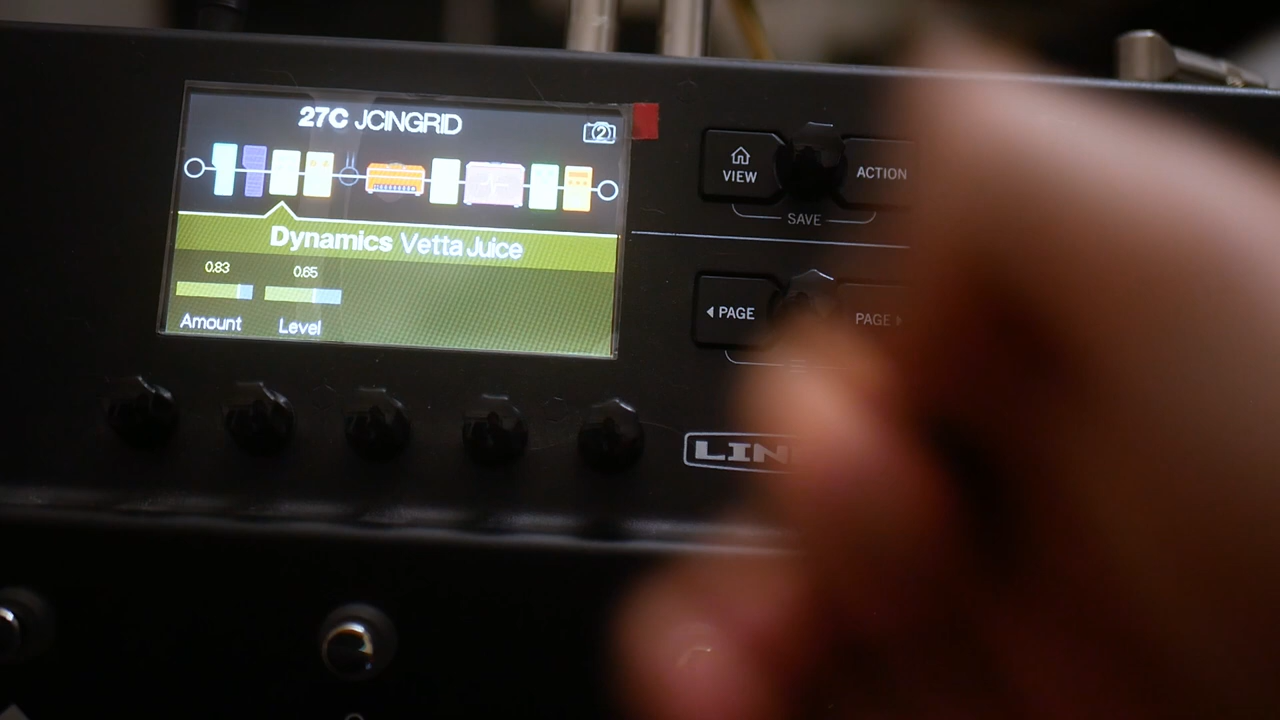 27C JCINGRID
2
Dynamics Vetta Juice
0.83 0.65
Amount Level
VIEW ACTION
SAVE
PAGE PAGE
LIN